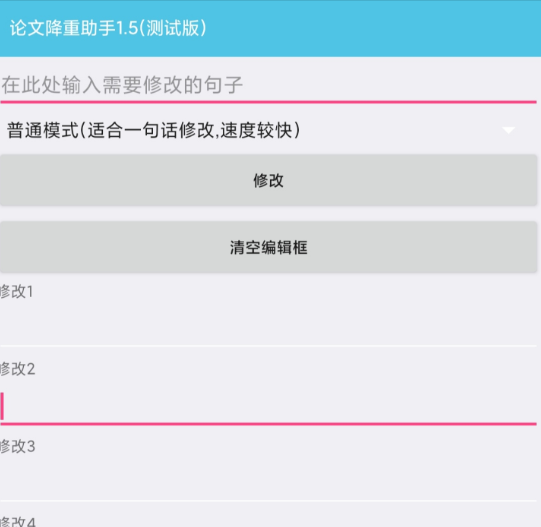 论文降重助手1.5(测试版)
在此处输入需要修改的句子
普通模式(适合一句话修改,速度较快)
修改
清空编辑框
修改1
修改2
修改3
修改4